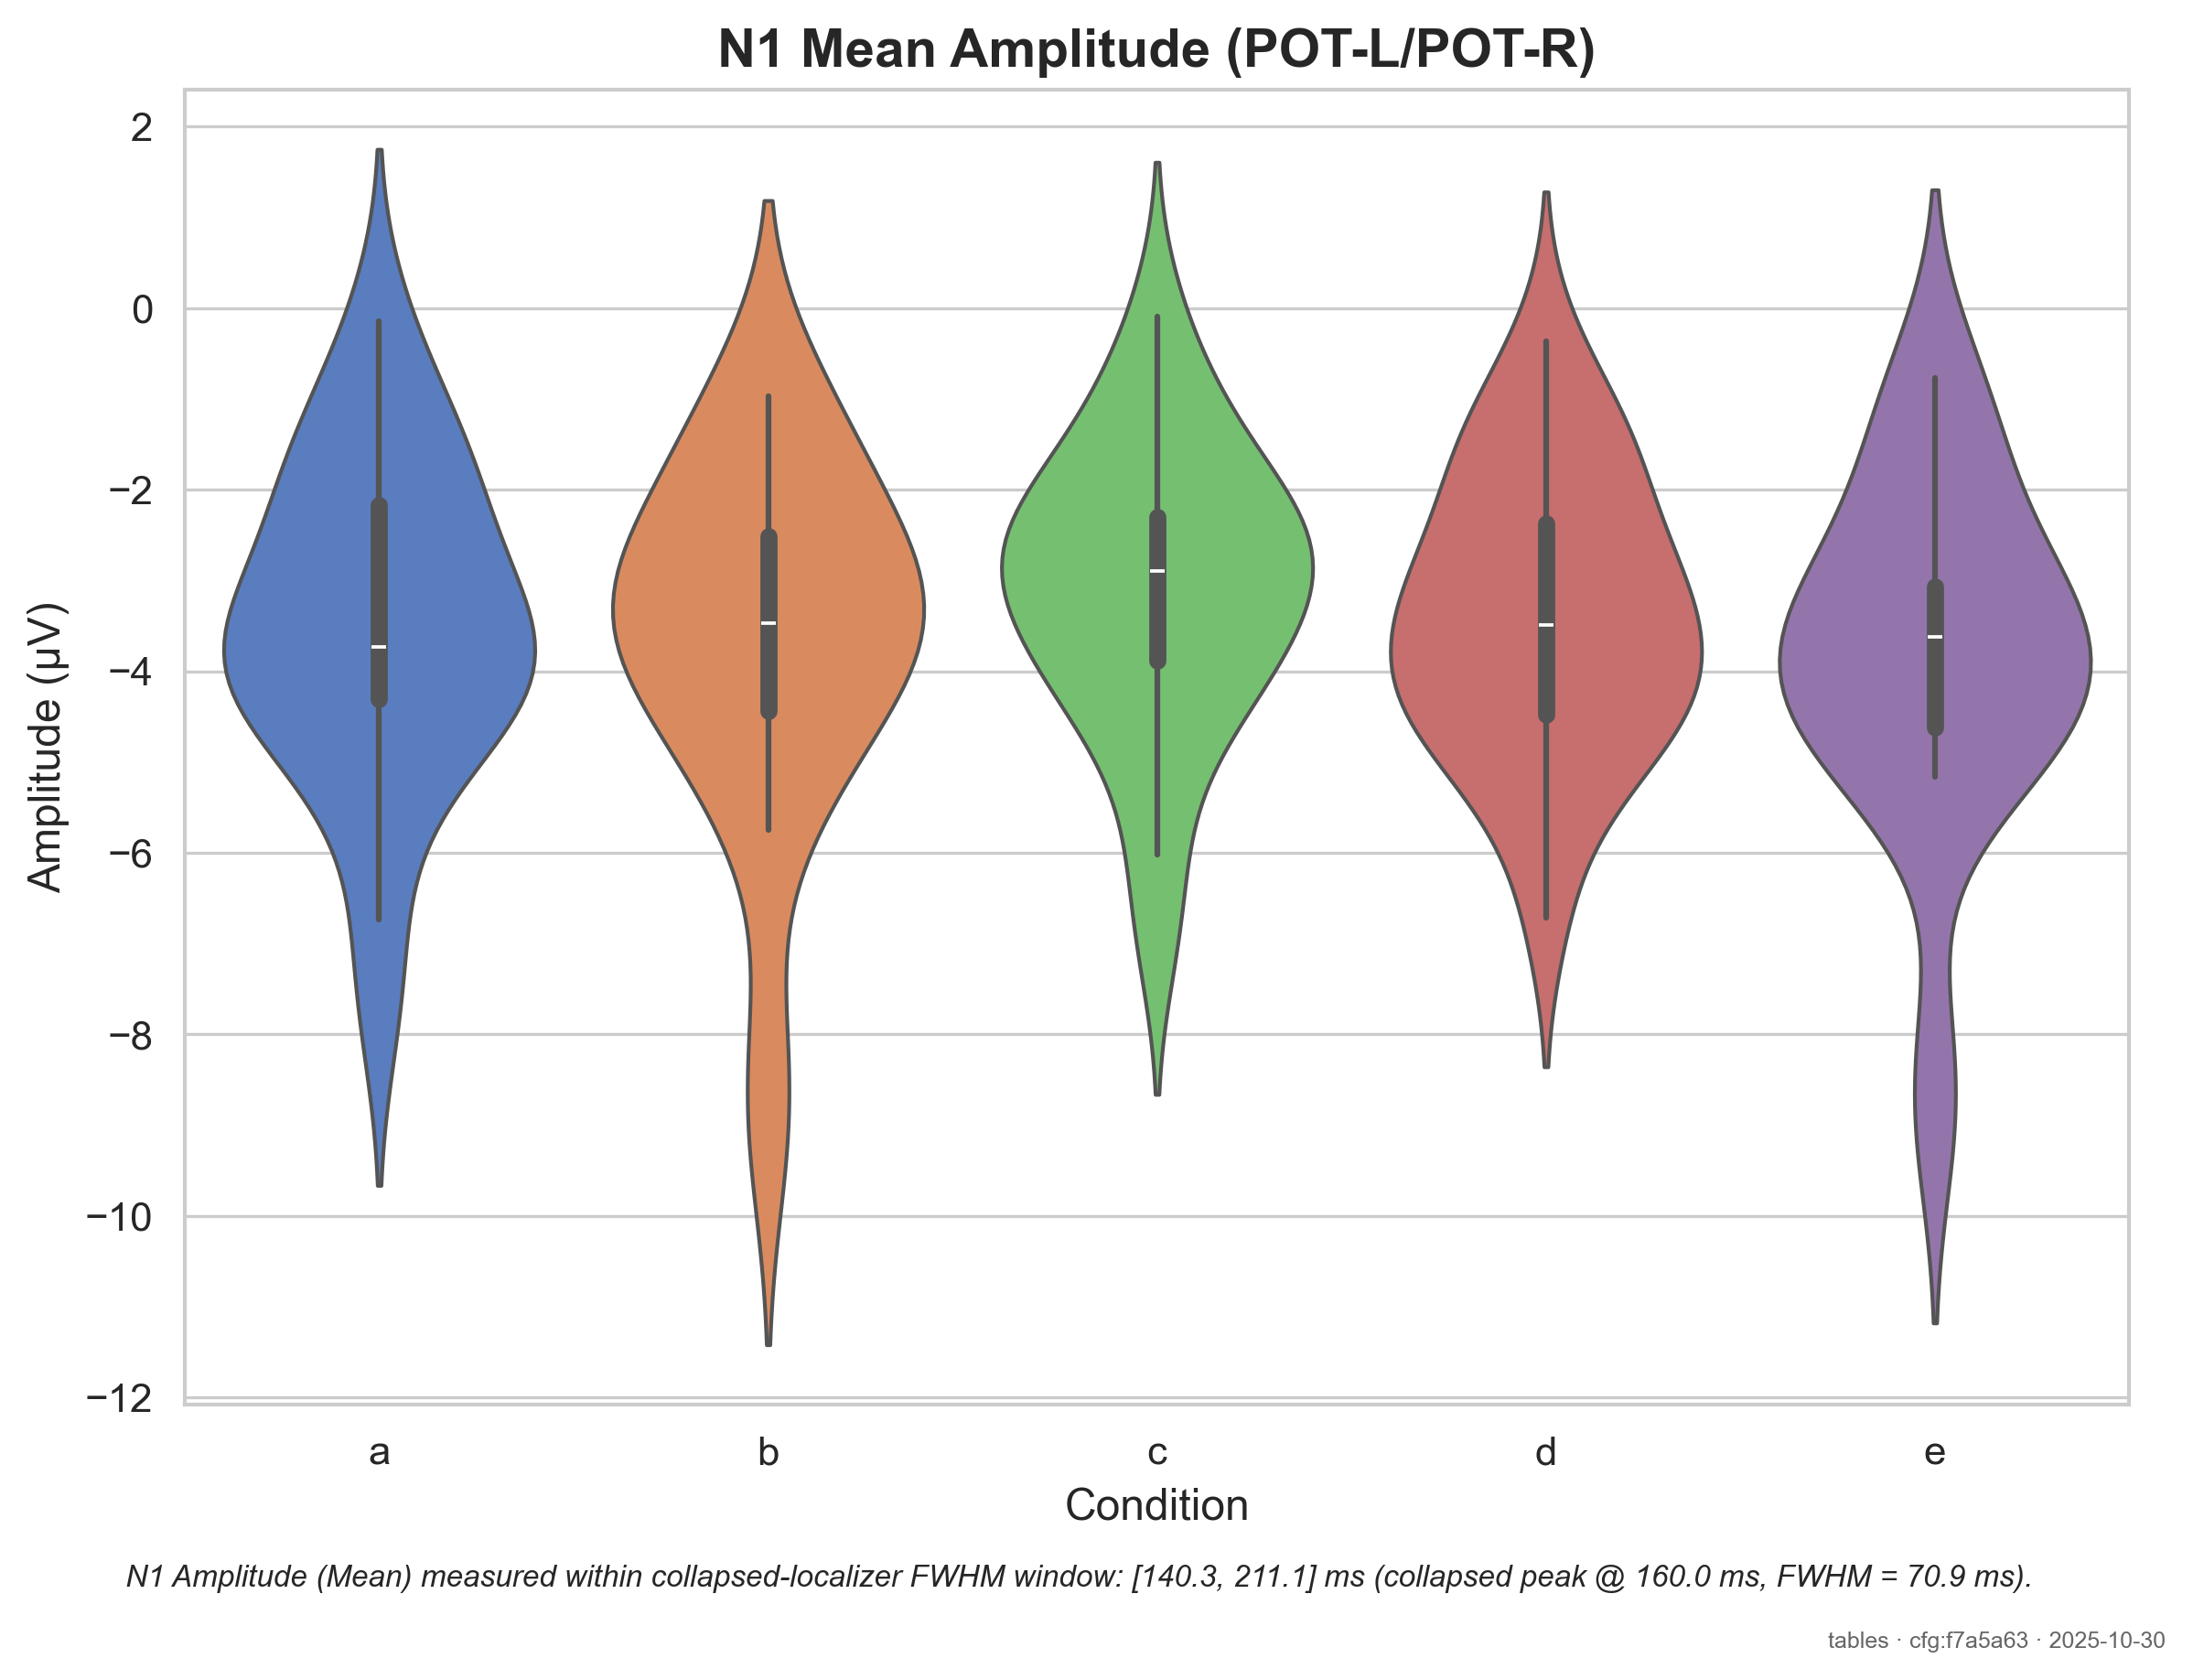 N1 Mean Amplitude (POT-L/POT-R)
Amplitude (µV)
2
0
−2
−4
−6
−8
−10
−12
a b c d e
Condition
N1 Amplitude (Mean) measured within collapsed-localizer FWHM window: [140.3, 211.1] ms (collapsed peak @ 160.0 ms, FWHM = 70.9 ms).
tables · cfg:f7a5a63 · 2025-10-30